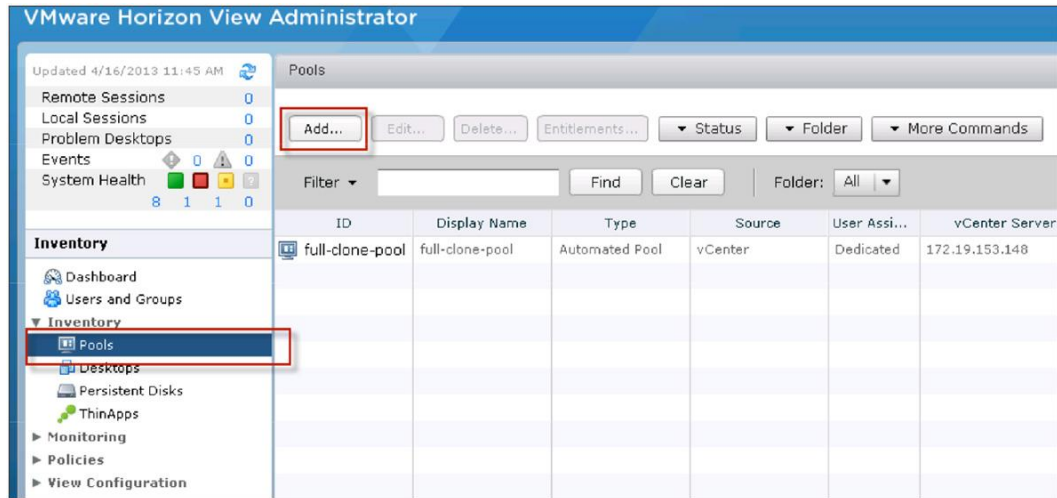 VMware Horizon View Administrator
Updated 4/16/2013 11:45 AM
Remote Sessions 0
Local Sessions 0
Problem Desktops 0
Events 0 0
System Health
8 1 1 0
Inventory
Dashboard
Users and Groups
Inventory
Pools
Desktops
Persistent Disks
ThinApps
Monitoring
Policies
View Configuration
Pools
Add... Edit... Delete... Entitlements... Status Folder More Commands
Filter Find Clear Folder: All
ID Display Name Type Source User Assi... vCenter Server
full-clone-pool full-clone-pool Automated Pool vCenter Dedicated 172.19.153.148